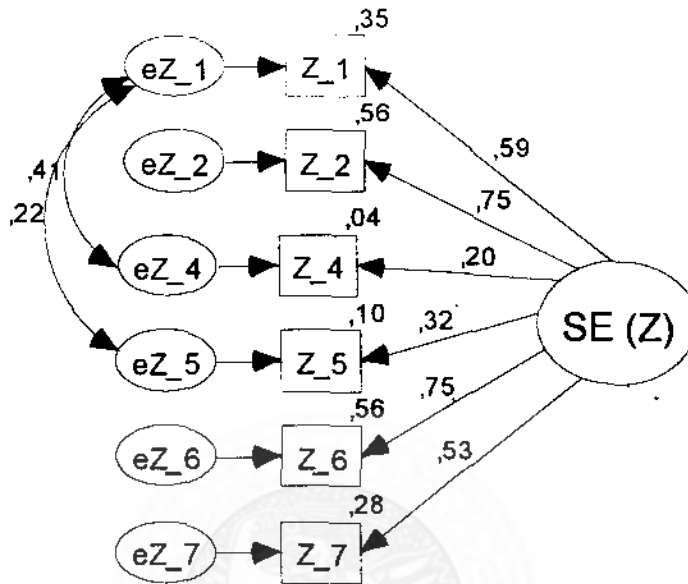 ,35
eZ_1 Z_1
,56
,59
eZ_2 Z_2
,75
,41
,22
,04
eZ_4 Z_4
,20
SE (Z)
,10
,32
eZ_5 Z_5
,75
,56
eZ_6 Z_6
,53
,28
eZ_7 Z_7